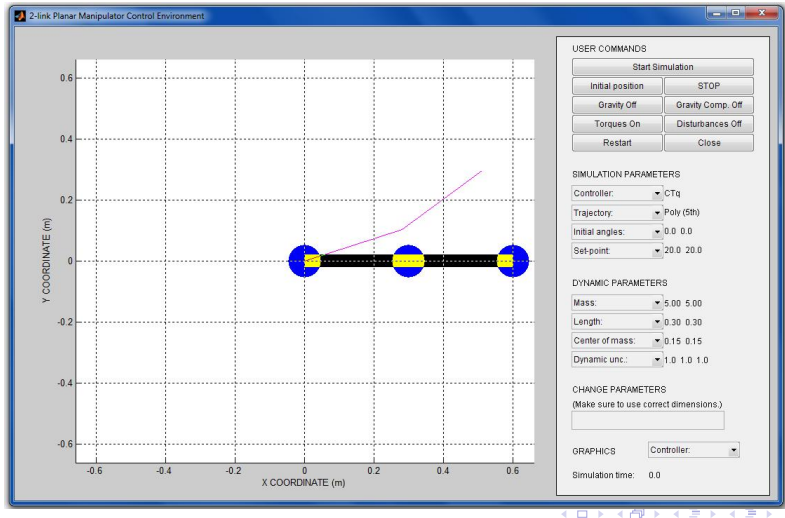 2-link Planar Manipulator Control Environment
0.6
0.4
0.2
0
-0.2
-0.4
-0.6
Y COORDINATE (m)
-0.6 -0.4 -0.2 0 0.2 0.4 0.6
X COORDINATE (m)
USER COMMANDS
Start Simulation
Initial position STOP
Gravity Off Gravity Comp. Off
Torques On Disturbances Off
Restart Close
SIMULATION PARAMETERS
Controller: CTq
Trajectory: Poly (5th)
Initial angles: 0.0 0.0
Set-point: 20.0 20.0
DYNAMIC PARAMETERS
Mass: 5.00 5.00
Length: 0.30 0.30
Center of mass: 0.15 0.15
Dynamic unc.: 1.0 1.0 1.0
CHANGE PARAMETERS
(Make sure to use correct dimensions.)
GRAPHICS Controller:
Simulation time: 0.0